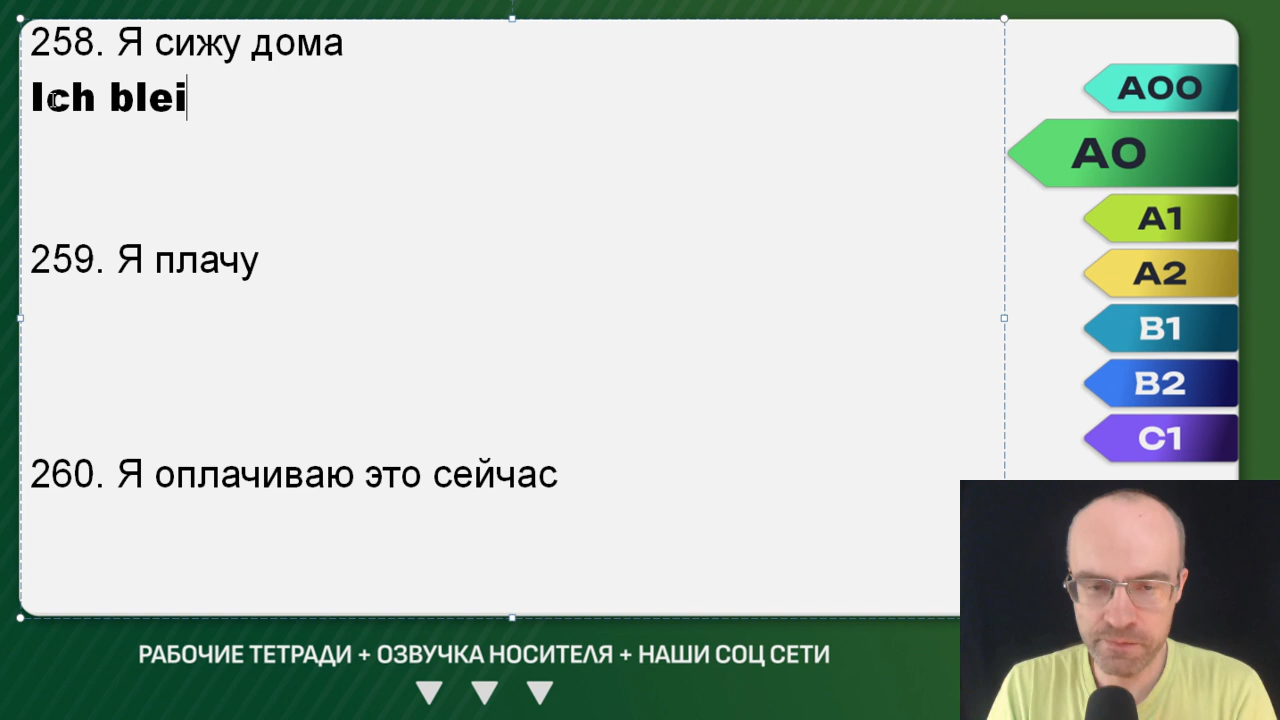 258. Я сижу дома
Ich blei
259. Я плачу
260. Я оплачиваю это сейчас
A00
A0
A1
A2
B1
B2
C1
РАБОЧИЕ ТЕТРАДИ + ОЗВУЧКА НОСИТЕЛЯ + НАШИ СОЦ СЕТИ